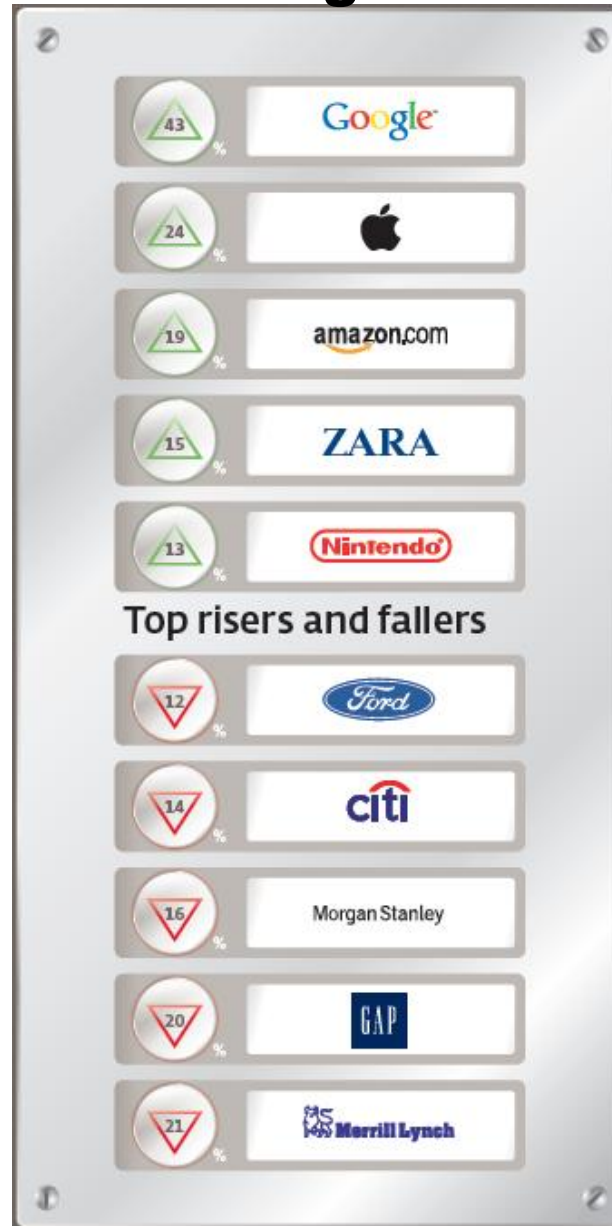 43 % Google™
24 %
19 % amazon.com
15 % ZARA
13 % Nintendo®
Top risers and fallers
12 % Ford
14 % citi
16 % Morgan Stanley
20 % GAP
21 % Merrill Lynch